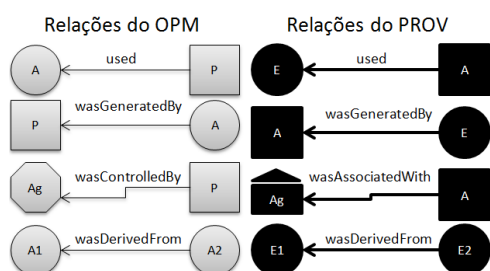 Relações do OPM
Relações do PROV
A used P
E used A
P wasGeneratedBy A
A wasGeneratedBy E
Ag wasControlledBy P
Ag wasAssociatedWith A
A1 wasDerivedFrom A2
E1 wasDerivedFrom E2